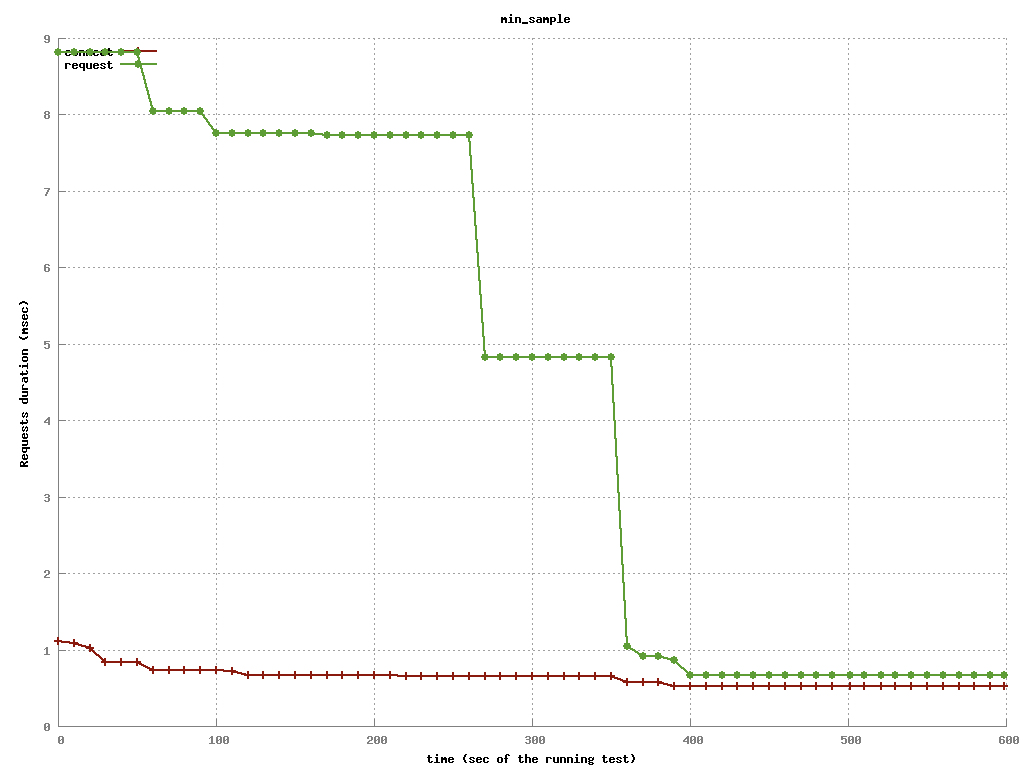 min_sample
9
connect
request
8
7
6
5
4
3
2
1
0
Requests duration (msec)
0 100 200 300 400 500 600
time (sec of the running test)